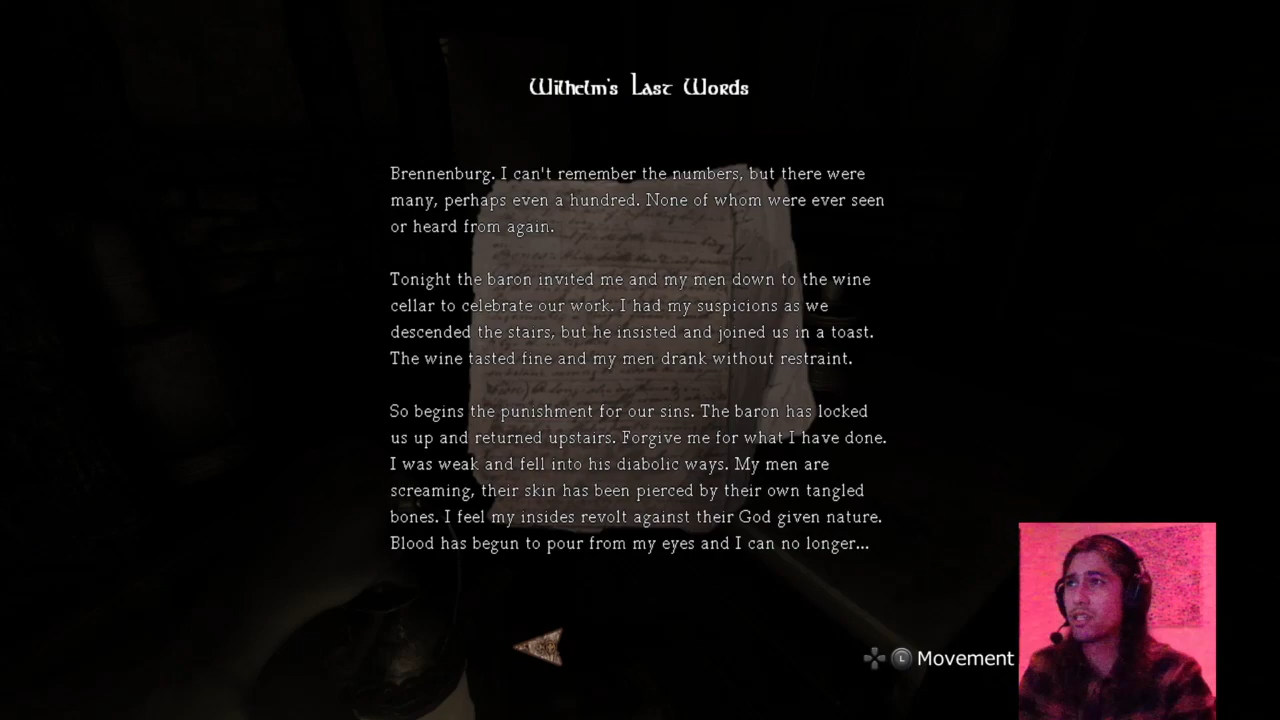 Wilhelm's Last Words
Brennenburg. I can't remember the numbers, but there were
many, perhaps even a hundred. None of whom were ever seen
or heard from again.
Tonight the baron invited me and my men down to the wine
cellar to celebrate our work. I had my suspicions as we
descended the stairs, but he insisted and joined us in a toast.
The wine tasted fine and my men drank without restraint.
So begins the punishment for our sins. The baron has locked
us up and returned upstairs. Forgive me for what I have done.
I was weak and fell into his diabolic ways. My men are
screaming, their skin has been pierced by their own tangled
bones. I feel my insides revolt against their God given nature.
Blood has begun to pour from my eyes and I can no longer...
L Movement